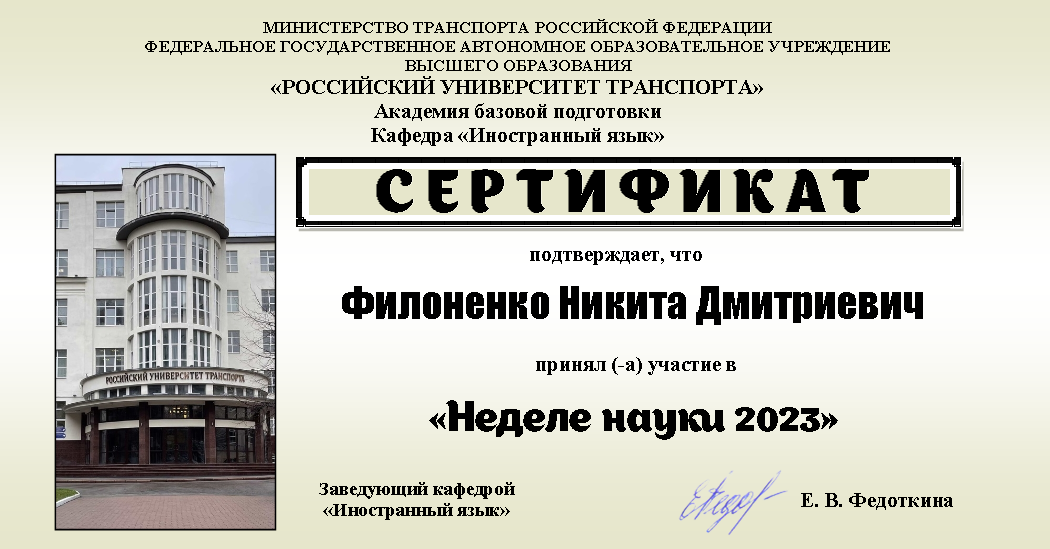 МИНИСТЕРСТВО ТРАНСПОРТА РОССИЙСКОЙ ФЕДЕРАЦИИ
ФЕДЕРАЛЬНОЕ ГОСУДАРСТВЕННОЕ АВТОНОМНОЕ ОБРАЗОВАТЕЛЬНОЕ УЧРЕЖДЕНИЕ
ВЫСШЕГО ОБРАЗОВАНИЯ
«РОССИЙСКИЙ УНИВЕРСИТЕТ ТРАНСПОРТА»
Академия базовой подготовки
Кафедра «Иностранный язык»
СЕРТИФИКАТ
подтверждает, что
Филоненко Никита Дмитриевич
принял (-а) участие в
«Неделе науки 2023»
РОССИЙСКИЙ УНИВЕРСИТЕТ ТРАНСПОРТА
Заведующий кафедрой
«Иностранный язык»
Е. В. Федоткина